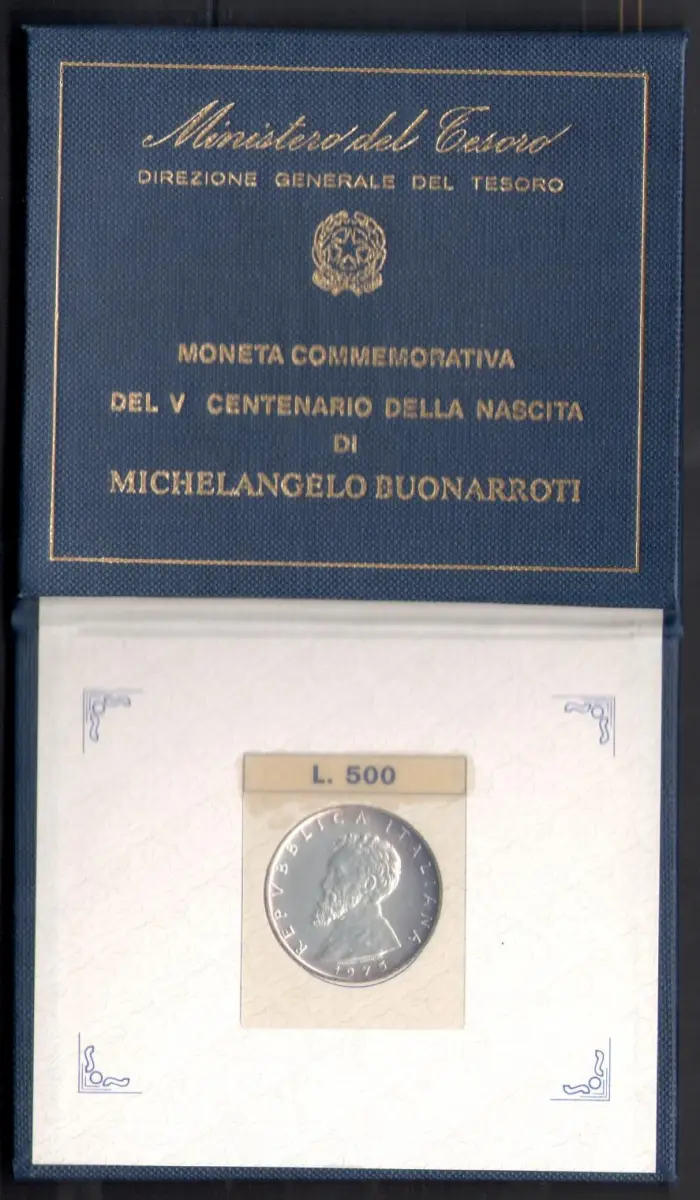 Ministero del Tesoro
DIREZIONE GENERALE DEL TESORO
MONETA COMMEMORATIVA
DEL V CENTENARIO DELLA NASCITA
DI
MICHELANGELO BUONARROTI
L. 500
REPVBBLICA ITALIANA
1975